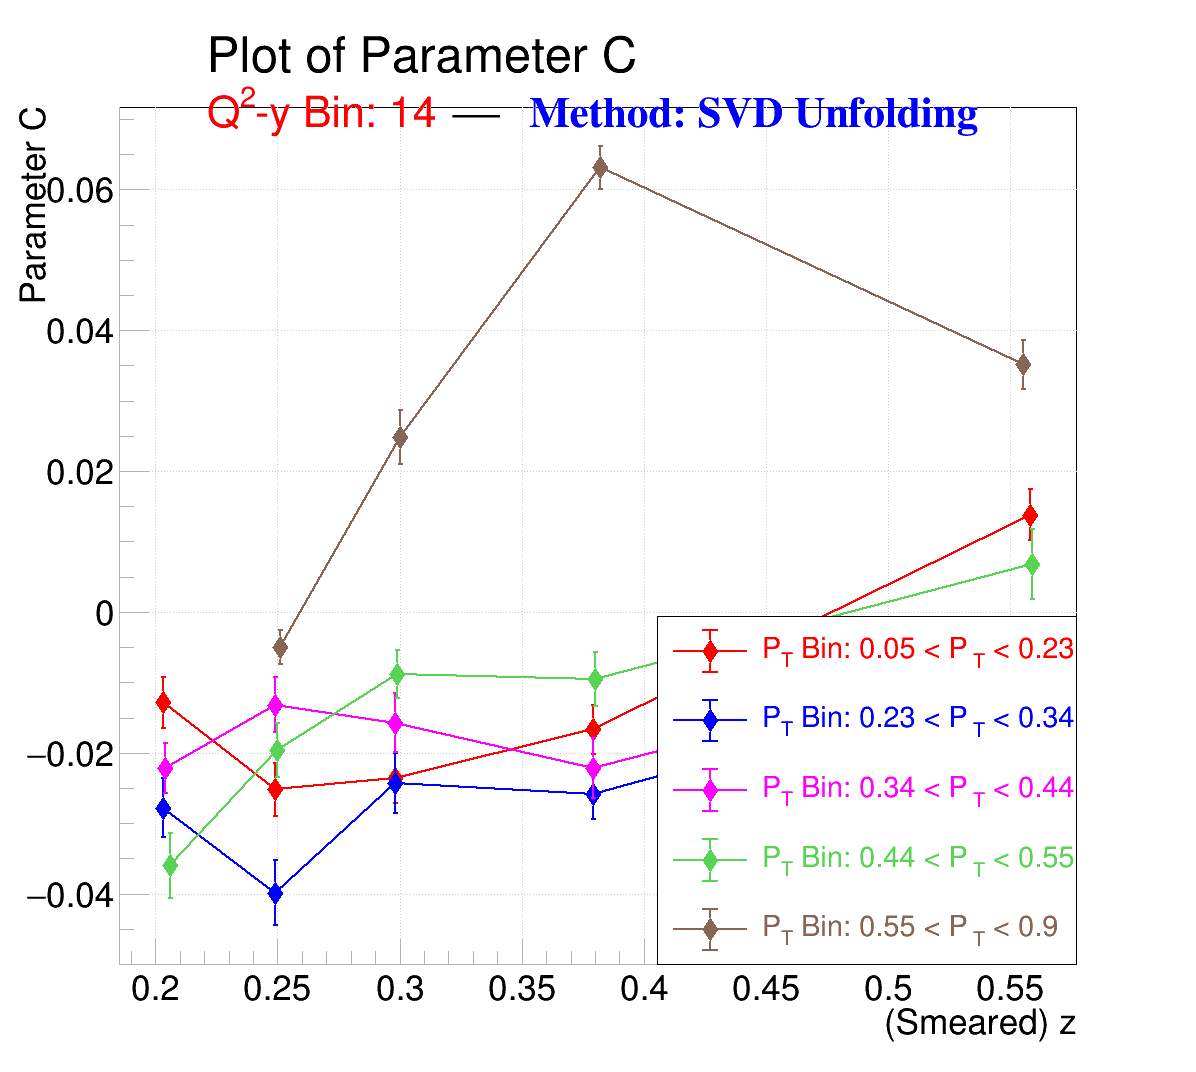 Plot of Parameter C
Q²-y Bin: 14 — Method: SVD Unfolding
Parameter C
0.06
0.04
0.02
0
−0.02
−0.04
P_T Bin: 0.05 < P_T < 0.23
P_T Bin: 0.23 < P_T < 0.34
P_T Bin: 0.34 < P_T < 0.44
P_T Bin: 0.44 < P_T < 0.55
P_T Bin: 0.55 < P_T < 0.9
0.2 0.25 0.3 0.35 0.4 0.45 0.5 0.55
(Smeared) z